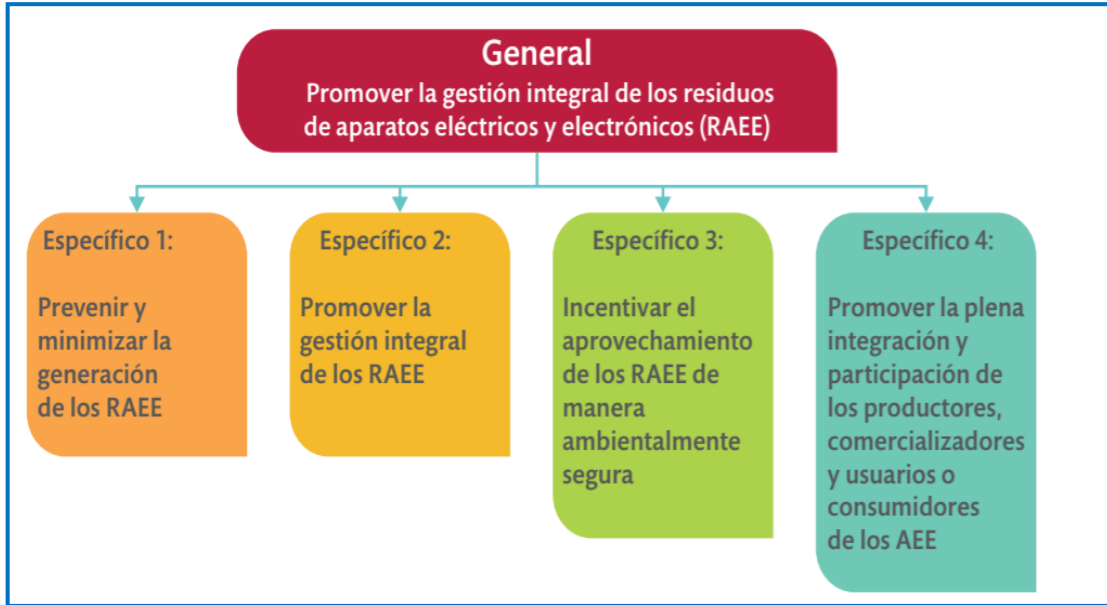 General
Promover la gestión integral de los residuos
de aparatos eléctricos y electrónicos (RAEE)
Específico 1:
Prevenir y
minimizar la
generación
de los RAEE
Específico 2:
Promover la
gestión integral
de los RAEE
Específico 3:
Incentivar el
aprovechamiento
de los RAEE de
manera
ambientalmente
segura
Específico 4:
Promover la plena
integración y
participación de
los productores,
comercializadores
y usuarios o
consumidores
de los AEE